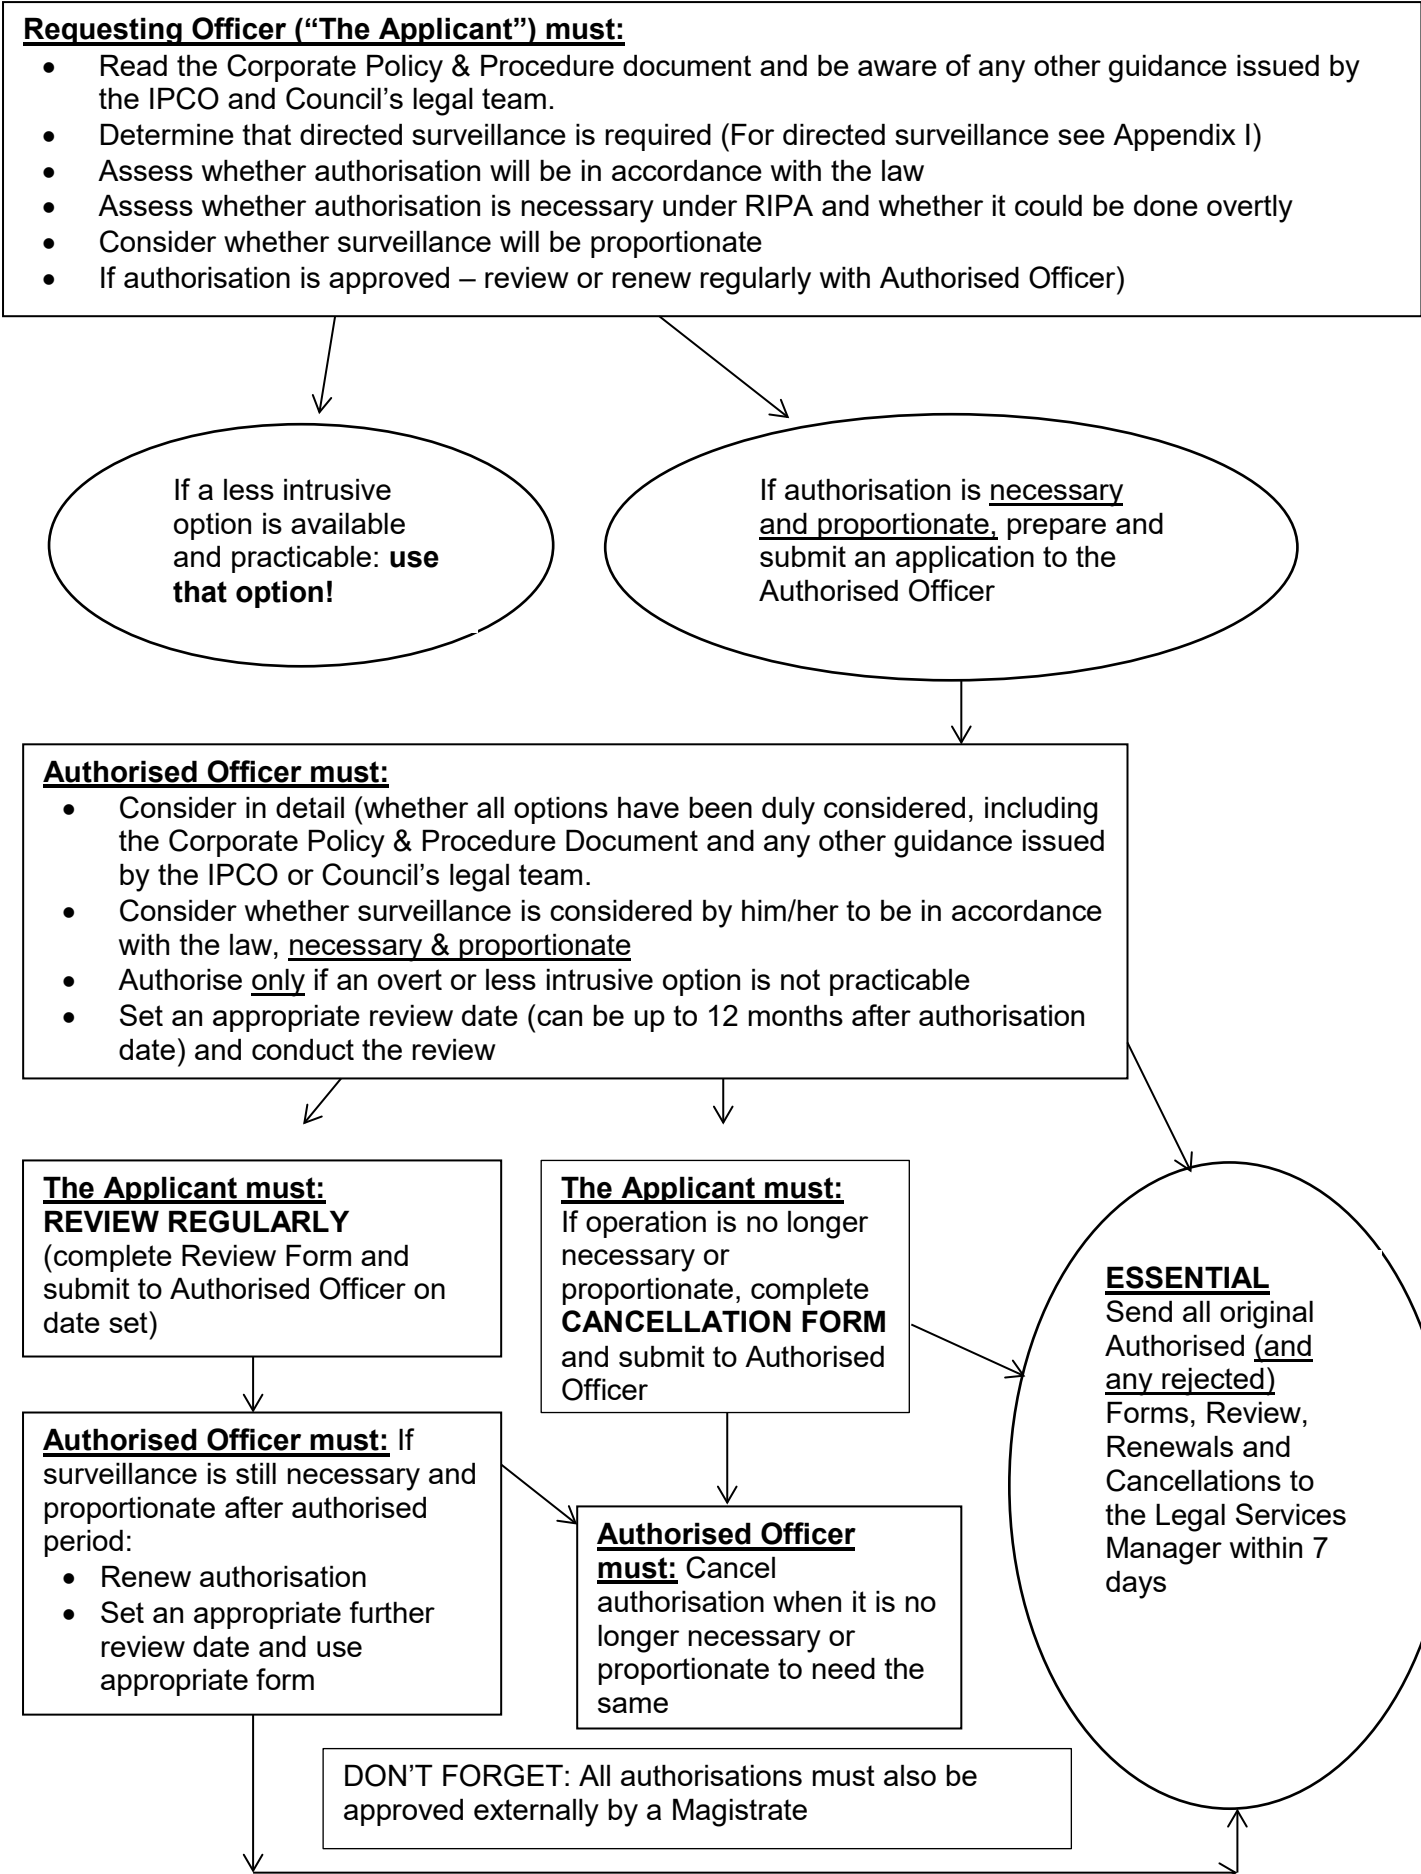 Requesting Officer (“The Applicant”) must:
• Read the Corporate Policy & Procedure document and be aware of any other guidance issued by
the IPCO and Council’s legal team.
• Determine that directed surveillance is required (For directed surveillance see Appendix I)
• Assess whether authorisation will be in accordance with the law
• Assess whether authorisation is necessary under RIPA and whether it could be done overtly
• Consider whether surveillance will be proportionate
• If authorisation is approved – review or renew regularly with Authorised Officer)
If a less intrusive
option is available
and practicable: use
that option!
If authorisation is necessary
and proportionate, prepare and
submit an application to the
Authorised Officer
Authorised Officer must:
• Consider in detail (whether all options have been duly considered, including
the Corporate Policy & Procedure Document and any other guidance issued
by the IPCO or Council’s legal team.
• Consider whether surveillance is considered by him/her to be in accordance
with the law, necessary & proportionate
• Authorise only if an overt or less intrusive option is not practicable
• Set an appropriate review date (can be up to 12 months after authorisation
date) and conduct the review
The Applicant must:
REVIEW REGULARLY
(complete Review Form and
submit to Authorised Officer on
date set)
The Applicant must:
If operation is no longer
necessary or
proportionate, complete
CANCELLATION FORM
and submit to Authorised
Officer
ESSENTIAL
Send all original
Authorised (and
any rejected)
Forms, Review,
Renewals and
Cancellations to
the Legal Services
Manager within 7
days
Authorised Officer must: If
surveillance is still necessary and
proportionate after authorised
period:
• Renew authorisation
• Set an appropriate further
review date and use
appropriate form
Authorised Officer
must: Cancel
authorisation when it is no
longer necessary or
proportionate to need the
same
DON’T FORGET: All authorisations must also be
approved externally by a Magistrate